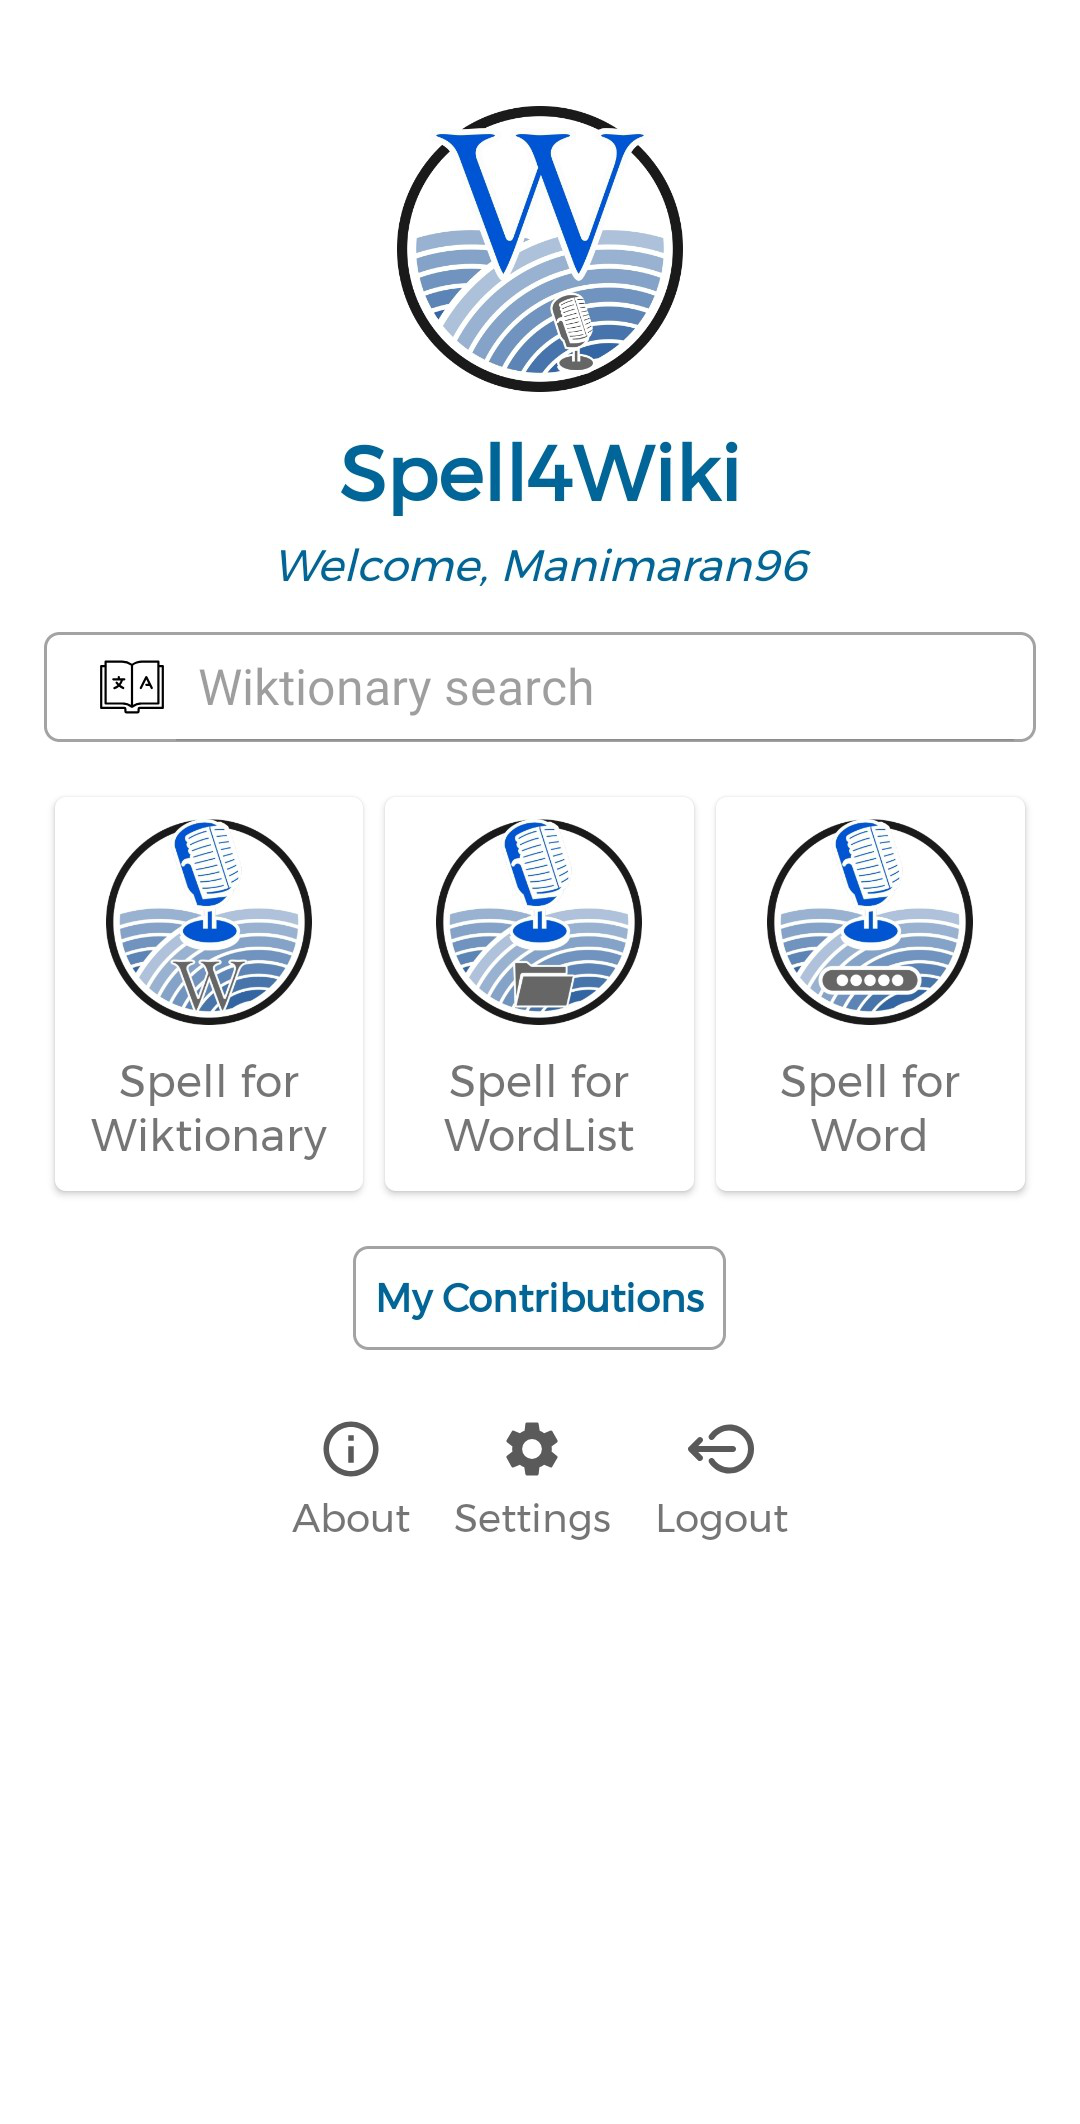 W
Spell4Wiki
Welcome, Manimaran96
文 A Wiktionary search
W
Spell for
Wiktionary
Spell for
WordList
Spell for
Word
My Contributions
About Settings Logout